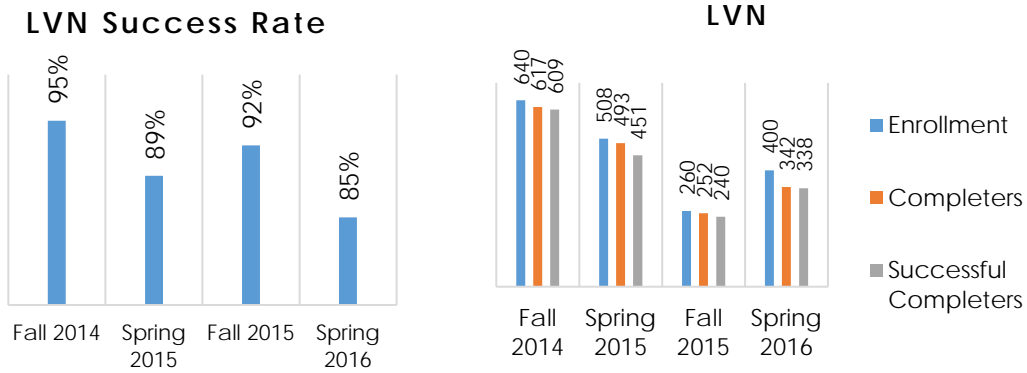 LVN Success Rate
95%
89%
92%
85%
Fall 2014
Spring
2015
Fall 2015
Spring
2016
LVN
640
617
609
508
493
451
260
252
240
400
342
338
Fall
2014
Spring
2015
Fall
2015
Spring
2016
Enrollment
Completers
Successful
Completers